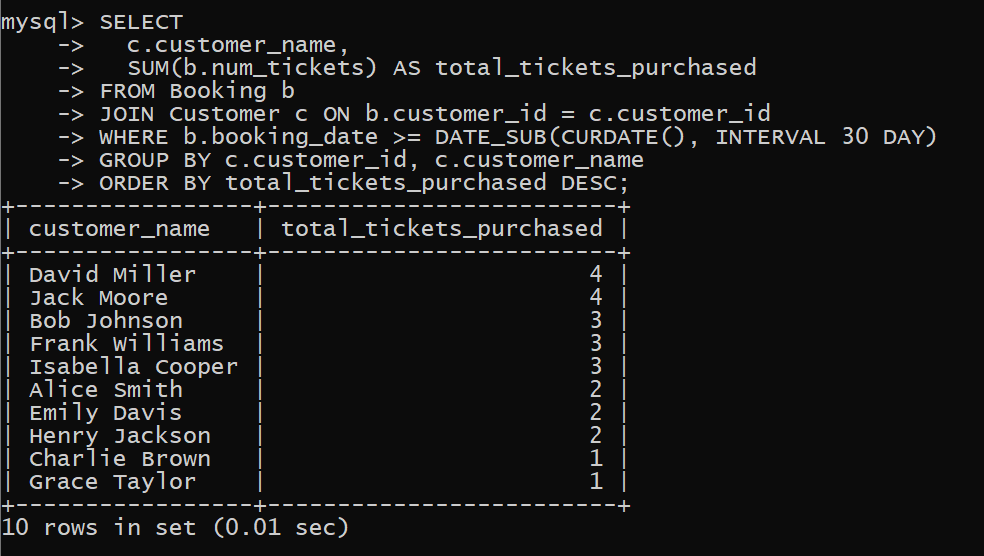 mysql> SELECT
    ->   c.customer_name,
    ->   SUM(b.num_tickets) AS total_tickets_purchased
    -> FROM Booking b
    -> JOIN Customer c ON b.customer_id = c.customer_id
    -> WHERE b.booking_date >= DATE_SUB(CURDATE(), INTERVAL 30 DAY)
    -> GROUP BY c.customer_id, c.customer_name
    -> ORDER BY total_tickets_purchased DESC;
+-----------------+-------------------------+
| customer_name   | total_tickets_purchased |
+-----------------+-------------------------+
| David Miller    |                       4 |
| Jack Moore      |                       4 |
| Bob Johnson     |                       3 |
| Frank Williams  |                       3 |
| Isabella Cooper |                       3 |
| Alice Smith     |                       2 |
| Emily Davis     |                       2 |
| Henry Jackson   |                       2 |
| Charlie Brown   |                       1 |
| Grace Taylor    |                       1 |
+-----------------+-------------------------+
10 rows in set (0.01 sec)